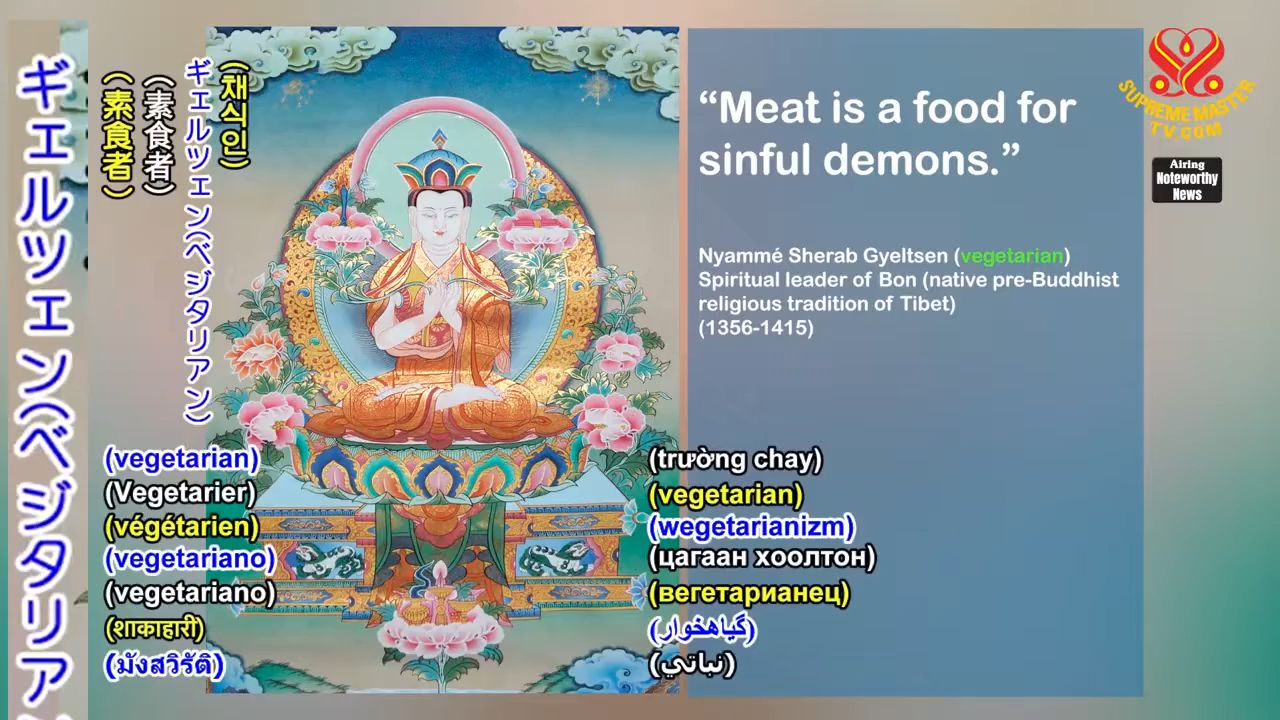 ギェルツェン(ベジタリア
(素食者)
(素食者)
ギェルツェン(ベジタリアン)
(채식인)
“Meat is a food for
sinful demons.”
Nyammé Sherab Gyeltsen (vegetarian)
Spiritual leader of Bon (native pre-Buddhist
religious tradition of Tibet)
(1356-1415)
SUPREME MASTER
TV.COM
Airing
Noteworthy
News
(vegetarian)
(Vegetarier)
(végétarien)
(vegetariano)
(vegetariano)
(शाकाहारी)
(มังสวิรัติ)
(trường chay)
(vegetarian)
(wegetarianizm)
(цагаан хоолтон)
(вегетарианец)
(گیاهخوار)
(نباتي)